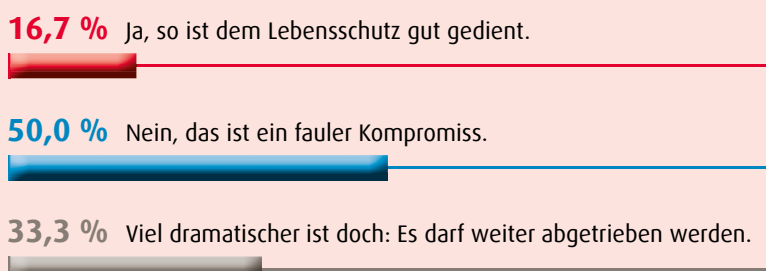 16,7 % Ja, so ist dem Lebensschutz gut gedient.
50,0 % Nein, das ist ein fauler Kompromiss.
33,3 % Viel dramatischer ist doch: Es darf weiter abgetrieben werden.